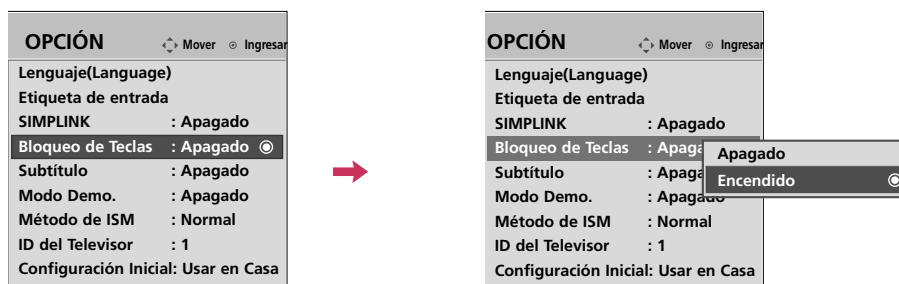 OPCIÓN Mover Ingresar
Lenguaje(Language)
Etiqueta de entrada
SIMPLINK : Apagado
Bloqueo de Teclas : Apagado
Subtítulo : Apagado
Modo Demo. : Apagado
Método de ISM : Normal
ID del Televisor : 1
Configuración Inicial: Usar en Casa
OPCIÓN Mover Ingresar
Lenguaje(Language)
Etiqueta de entrada
SIMPLINK : Apagado
Bloqueo de Teclas : Apaga
Subtítulo : Apaga
Modo Demo. : Apagado
Método de ISM : Normal
ID del Televisor : 1
Configuración Inicial: Usar en Casa
Apagado
Encendido